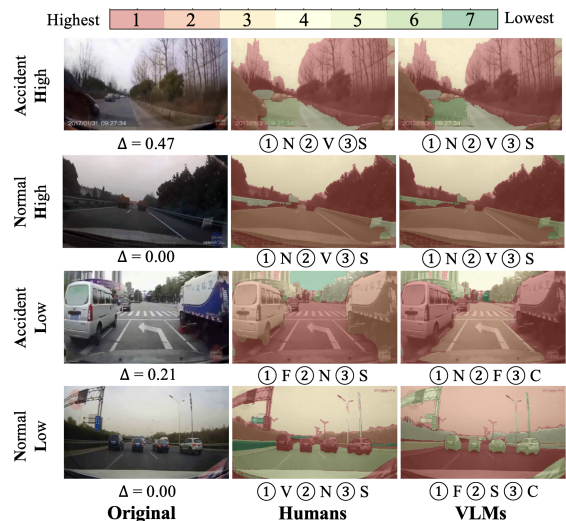 Highest 1 2 3 4 5 6 7 Lowest
Accident High
2017/01/31 09:27:34
Δ = 0.47
① N ② V ③ S
① N ② V ③ S
Normal High
Δ = 0.00
① N ② V ③ S
① N ② V ③ S
Accident Low
Δ = 0.21
① F ② N ③ S
① N ② F ③ C
Normal Low
Δ = 0.00
① V ② N ③ S
① F ② S ③ C
Original Humans VLMs